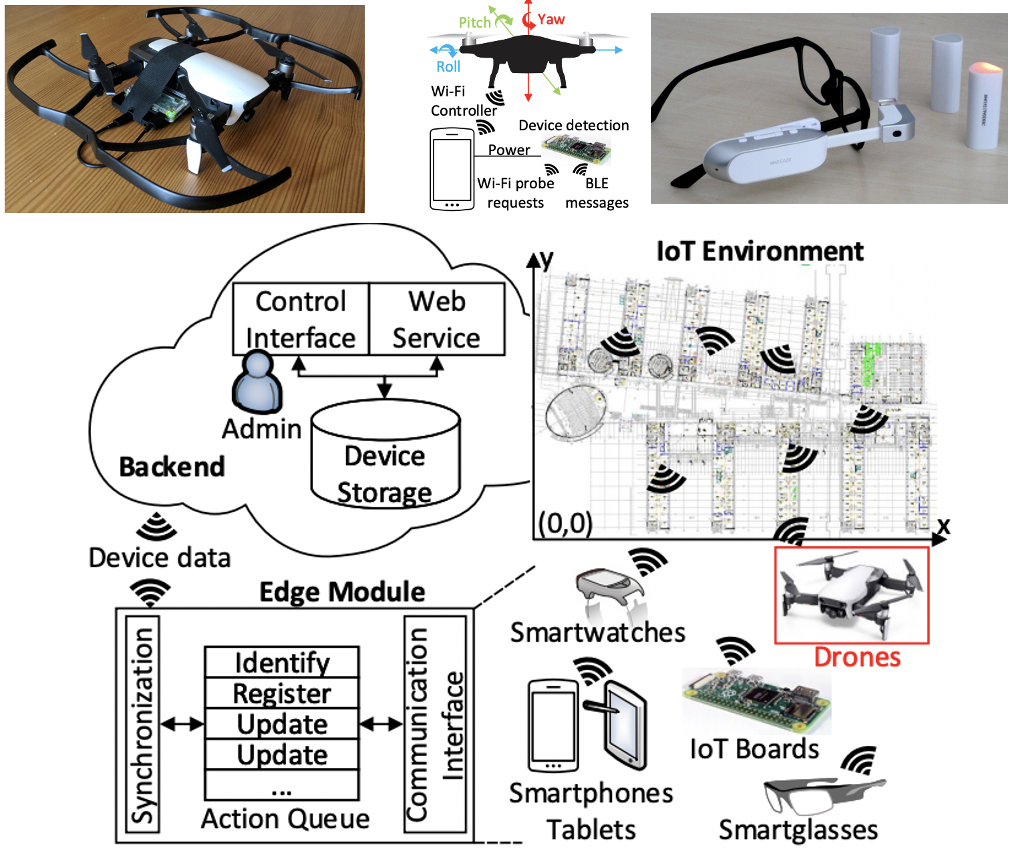 Pitch
Yaw
Roll
Wi-Fi
Controller
Device detection
Power
Wi-Fi probe
requests
BLE
messages
IoT Environment
y
Control
Interface
Web
Service
Admin
Device
Storage
Backend
(0,0)
x
Device data
Edge Module
Synchronization
Identify
Register
Update
Update
...
Action Queue
Communication
Interface
Smartwatches
Drones
IoT Boards
Smartphones
Tablets
Smartglasses